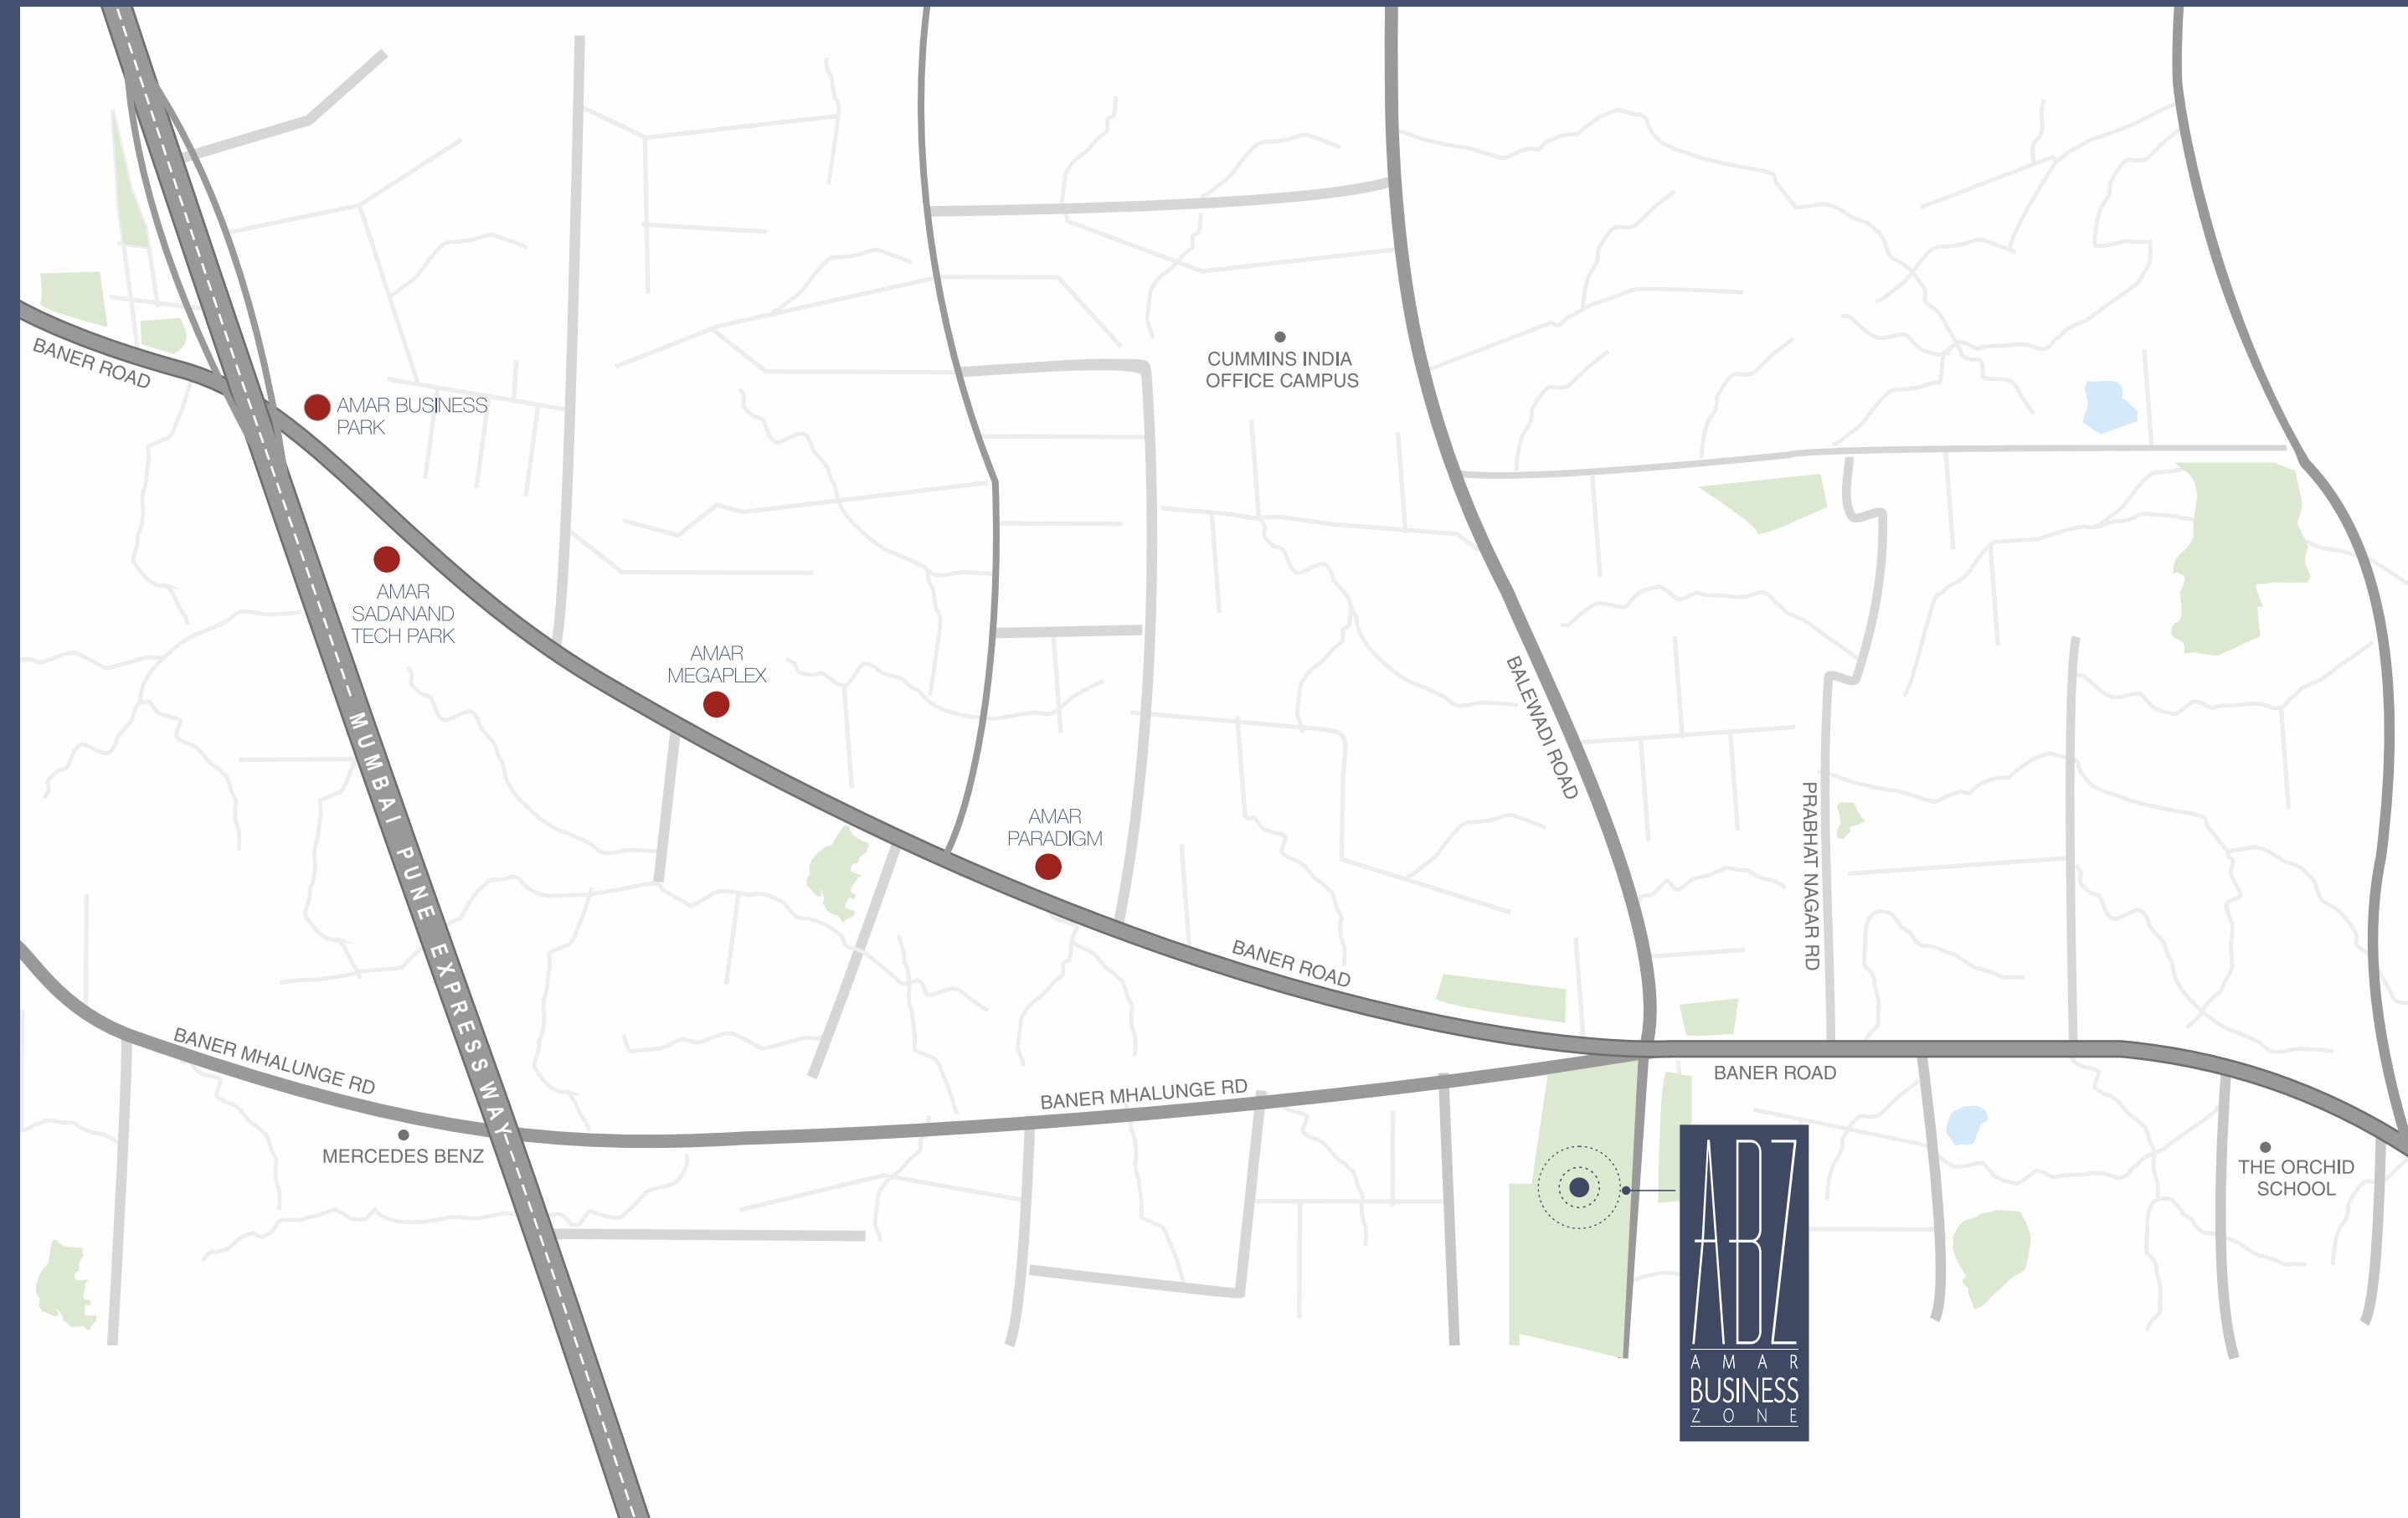 BANER ROAD
AMAR BUSINESS
PARK
CUMMINS INDIA
OFFICE CAMPUS
AMAR
SADANAND
TECH PARK
AMAR
MEGAPLEX
BALEWADI ROAD
MUMBAI PUNE EXPRESSWAY
AMAR
PARADIGM
PRABHAT NAGAR RD
BANER ROAD
BANER MHALUNGE RD
BANER ROAD
BANER MHALUNGE RD
MERCEDES BENZ
THE ORCHID
SCHOOL
ABZ
AMAR
BUSINESS
ZONE